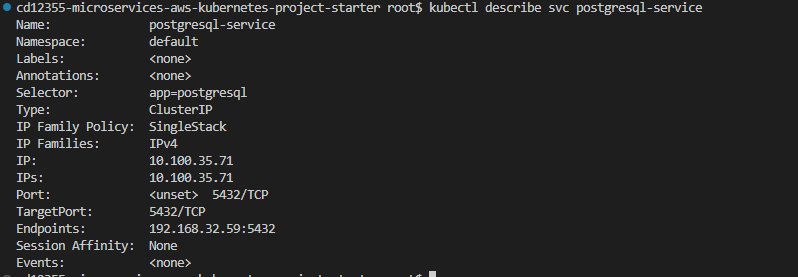 cd12355-microservices-aws-kubernetes-project-starter root$ kubectl describe svc postgresql-service
Name: postgresql-service
Namespace: default
Labels: <none>
Annotations: <none>
Selector: app=postgresql
Type: ClusterIP
IP Family Policy: SingleStack
IP Families: IPv4
IP: 10.100.35.71
IPs: 10.100.35.71
Port: <unset> 5432/TCP
TargetPort: 5432/TCP
Endpoints: 192.168.32.59:5432
Session Affinity: None
Events: <none>